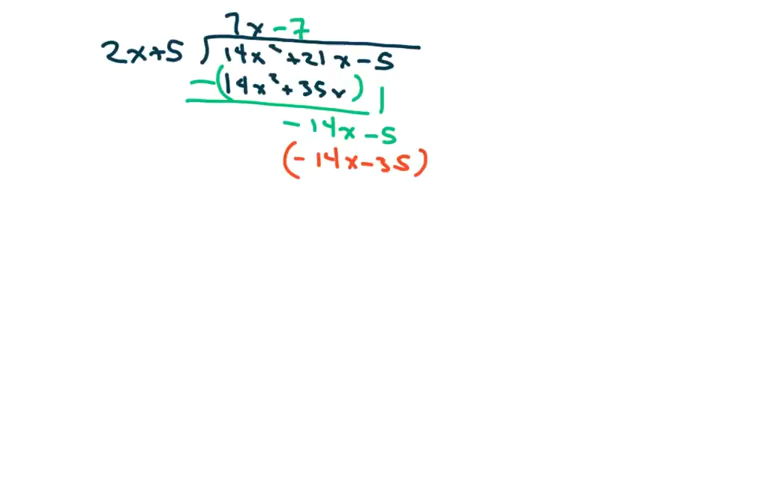 7x - 7
2x+5 ) 14x² + 21x - 5
-(14x² + 35x)
- 14x - 5
(- 14x - 35)